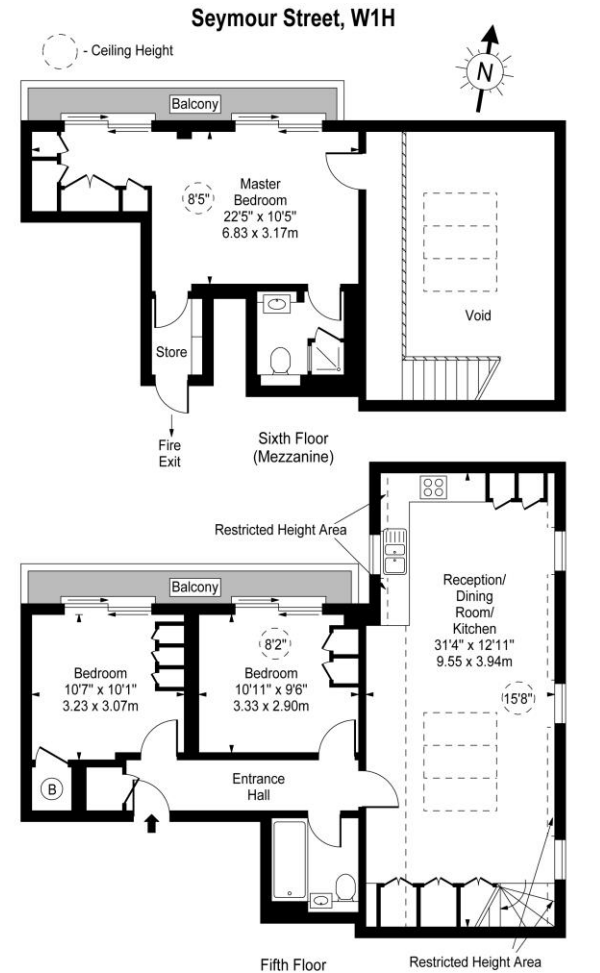 Seymour Street, W1H
- Ceiling Height
N
Balcony
Master
Bedroom
22'5" x 10'5"
6.83 x 3.17m
8'5"
Void
Store
Fire
Exit
Sixth Floor
(Mezzanine)
Restricted Height Area
Balcony
Reception/
Dining
Room/
Kitchen
31'4" x 12'11"
9.55 x 3.94m
15'8"
Bedroom
10'7" x 10'1"
3.23 x 3.07m
8'2"
Bedroom
10'11" x 9'6"
3.33 x 2.90m
B
Entrance
Hall
Fifth Floor
Restricted Height Area